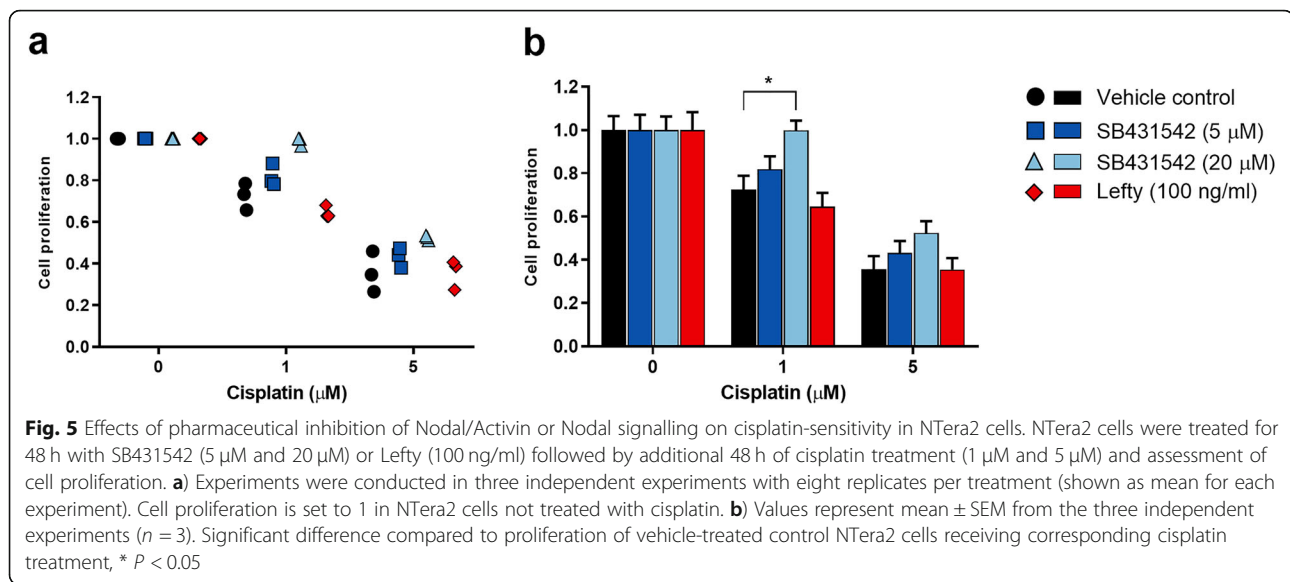 a
1.2
1.0
0.8
0.6
0.4
0.2
0.0
Cell proliferation
0 1 5
Cisplatin (μM)
b
1.2
1.0
0.8
0.6
0.4
0.2
0.0
Cell proliferation
*
0 1 5
Cisplatin (μM)
Vehicle control
SB431542 (5 μM)
SB431542 (20 μM)
Lefty (100 ng/ml)
Fig. 5 Effects of pharmaceutical inhibition of Nodal/Activin or Nodal signalling on cisplatin-sensitivity in NTera2 cells. NTera2 cells were treated for
48 h with SB431542 (5 μM and 20 μM) or Lefty (100 ng/ml) followed by additional 48 h of cisplatin treatment (1 μM and 5 μM) and assessment of
cell proliferation. a) Experiments were conducted in three independent experiments with eight replicates per treatment (shown as mean for each
experiment). Cell proliferation is set to 1 in NTera2 cells not treated with cisplatin. b) Values represent mean ± SEM from the three independent
experiments (n = 3). Significant difference compared to proliferation of vehicle-treated control NTera2 cells receiving corresponding cisplatin
treatment, * P < 0.05